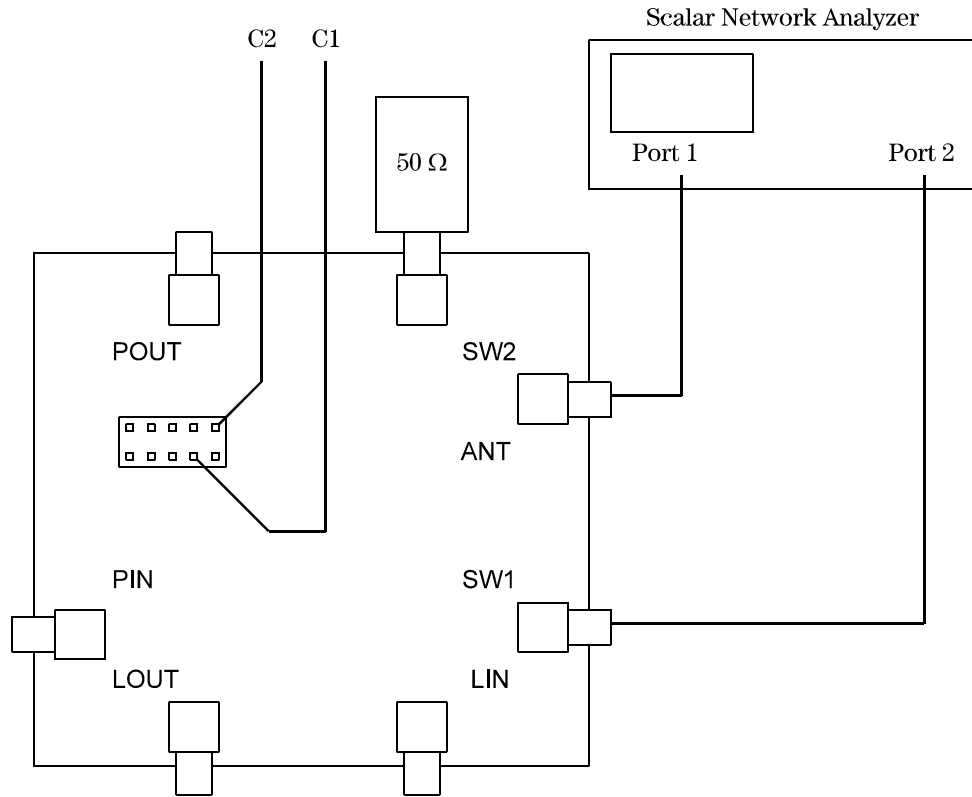 Scalar Network Analyzer
C2 C1
50 Ω
Port 1 Port 2
POUT SW2
ANT
PIN SW1
LOUT LIN